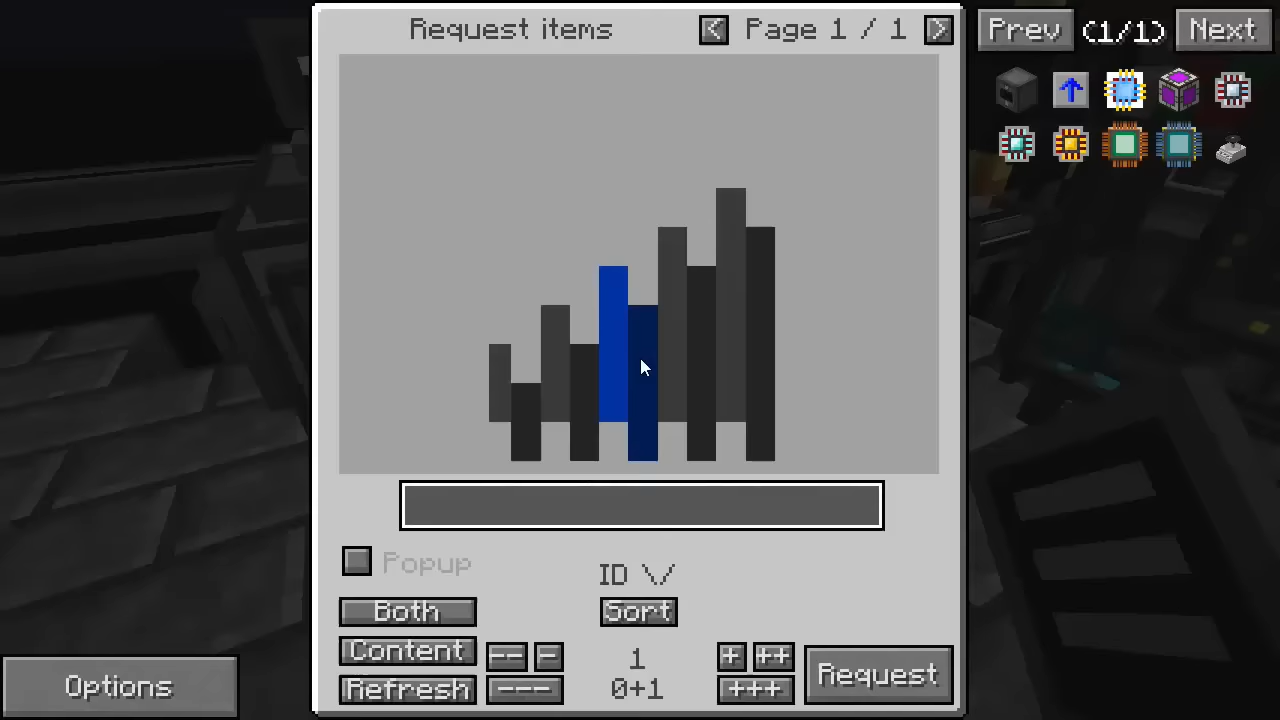 Request items
Page 1 / 1
Prev (1/1) Next
Popup
ID \/
Both
Sort
Content
-- -
1
+ ++
Refresh
---
0+1
+++
Request
Options